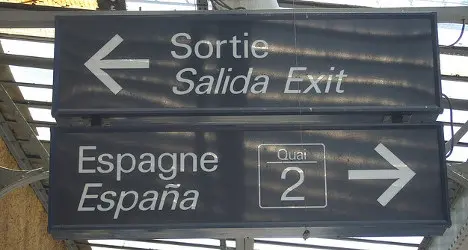 Sortie
Salida Exit
Espagne
España
Quai
2